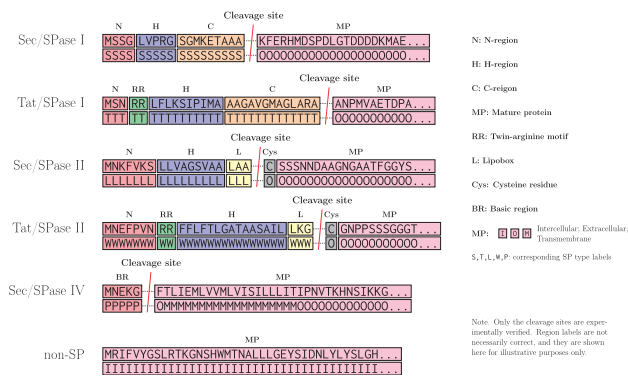 Cleavage site
N H C MP
Sec/SPase I MSSG LVPRG SGMKETAAA KFERHMDSPDLGTDDDDKMAE...
SSSS SSSSS SSSSSSSSS OOOOOOOOOOOOOOOOOOOOO
Cleavage site
N RR H C MP
Tat/SPase I MSN RR LFLKSIPIMA AAGAVGMAGLARA ANPMVAETDPA...
TTT TT TTTTTTTTTT TTTTTTTTTTTTT OOOOOOOOOOO
Cleavage site
N H L Cys MP
Sec/SPase II MNKFVKS LLVAGSVAA LAA C SSSNNDAAGNGAATFGGYS...
LLLLLLL LLLLLLLLL LLL O OOOOOOOOOOOOOOOOOOO
Cleavage site
N RR H L Cys MP
Tat/SPase II MNEFPVN RR FFLFTLGATAASAIL LKG C GNPPSSSGGGT...
WWWWWWW WW WWWWWWWWWWWWWWW WWW O OOOOOOOOOOO
Cleavage site
BR MP
Sec/SPase IV MNEKG FTLIEMLVVMLVISILLLITIPNVTKHNSIKKG...
PPPPP OMMMMMMMMMMMMMMMMMMMMOOOOOOOOOOOOO
MP
non-SP MRIFVYGSLRTKGNSHWMTNALLLGEYSIDNLYLYSLGH...
IIIIIIIIIIIIIIIIIIIIIIIIIIIIIIIIIIIIIII
N: N-region
H: H-region
C: C-reigon
MP: Mature protein
RR: Twin-arginine motif
L: Lipobox
Cys: Cysteine residue
BR: Basic region
MP: I O M Intercellular; Extracellular;
Transmembrane
S,T,L,W,P: corresponding SP type labels
Note. Only the cleavage sites are exper-
imentally verified. Region labels are not
necessarily correct, and they are shown
here for illustrative purposes only.